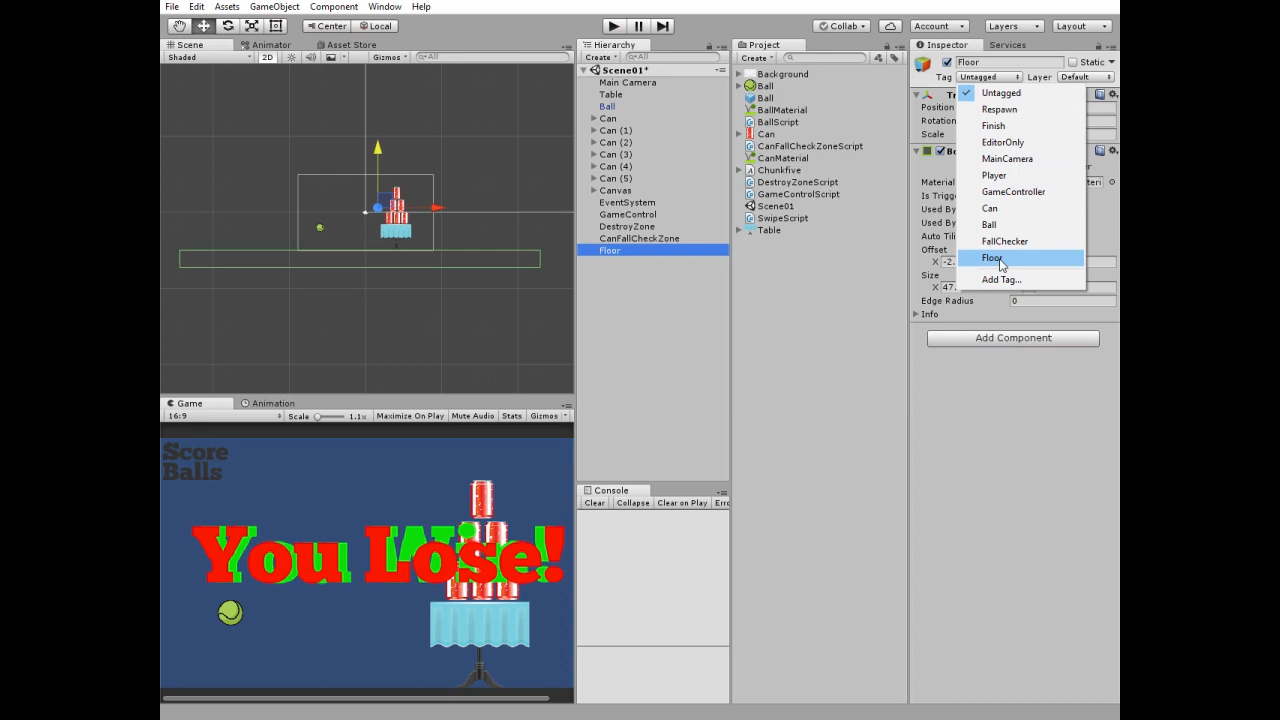 File Edit Assets GameObject Component Window Help
Center Local Collab Account Layers Layout
Scene Animator Asset Store
Shaded 2D Gizmos All
Hierarchy
Create All
Scene01*
Main Camera
Table
Ball
Can
Can (1)
Can (2)
Can (3)
Can (4)
Can (5)
Canvas
EventSystem
GameControl
DestroyZone
CanFallCheckZone
Floor
Project
Create
Background
Ball
Ball
BallMaterial
BallScript
Can
CanFallCheckZoneScript
CanMaterial
Chunkfive
DestroyZoneScript
GameControlScript
Scene01
SwipeScript
Table
Inspector Services
Floor Static
Tag Untagged Layer Default
Untagged
Respawn
Finish
EditorOnly
MainCamera
Player
GameController
Can
Ball
FallChecker
Floor
Add Tag...
Position
Rotation
Scale
Material
Is Trigge
Used By
Used By
Auto Tili
Offset
X -2.
Size
X 47.
Edge Radius 0
Info
Add Component
Game Animation
16:9 Scale 1.1x Maximize On Play Mute Audio Stats Gizmos
Score
Balls
You Lose!
Console
Clear Collapse Clear on Play Erro